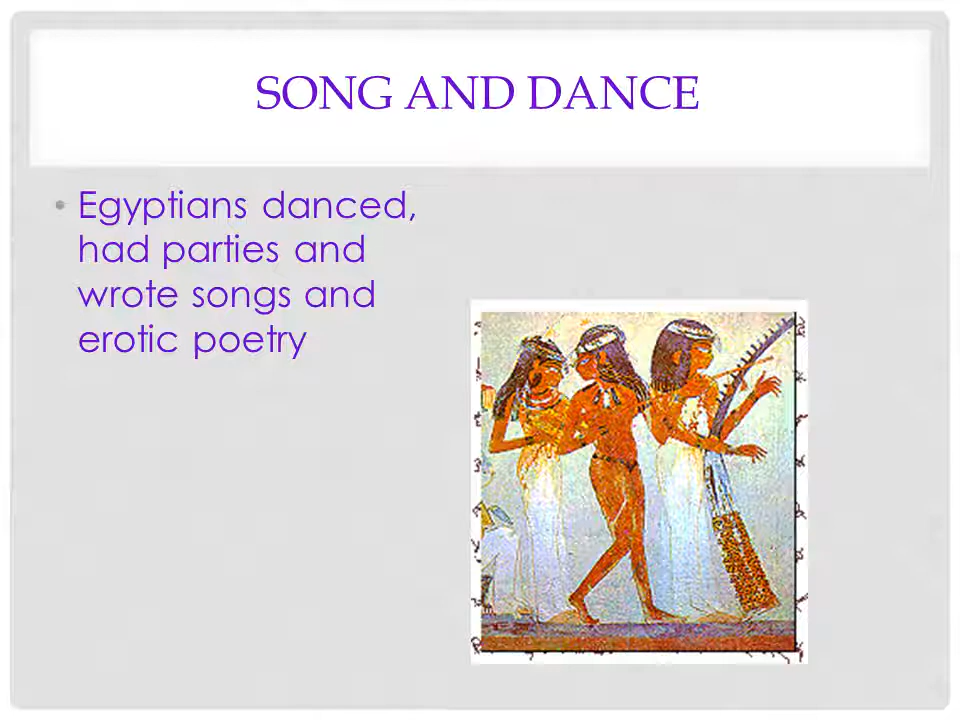 SONG AND DANCE
• Egyptians danced,
had parties and
wrote songs and
erotic poetry